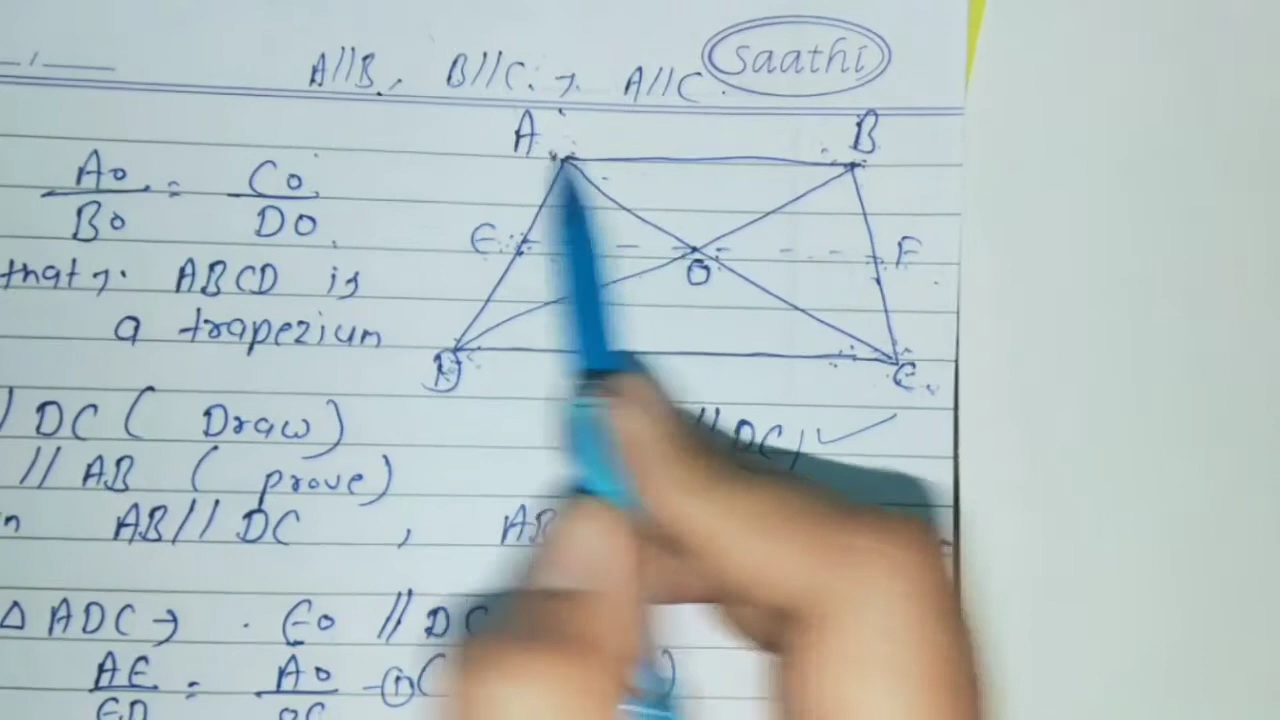 A//B, B//C → A//C
Saathi
A B
AO/BO = CO/DO
E F
O
that → ABCD is
a trapezium
D C
// DC ( Draw )
// DC ✓
// AB ( prove )
AB // DC , AB
Δ ADC → EO // DC
AE/ED = AO/OC - ① (